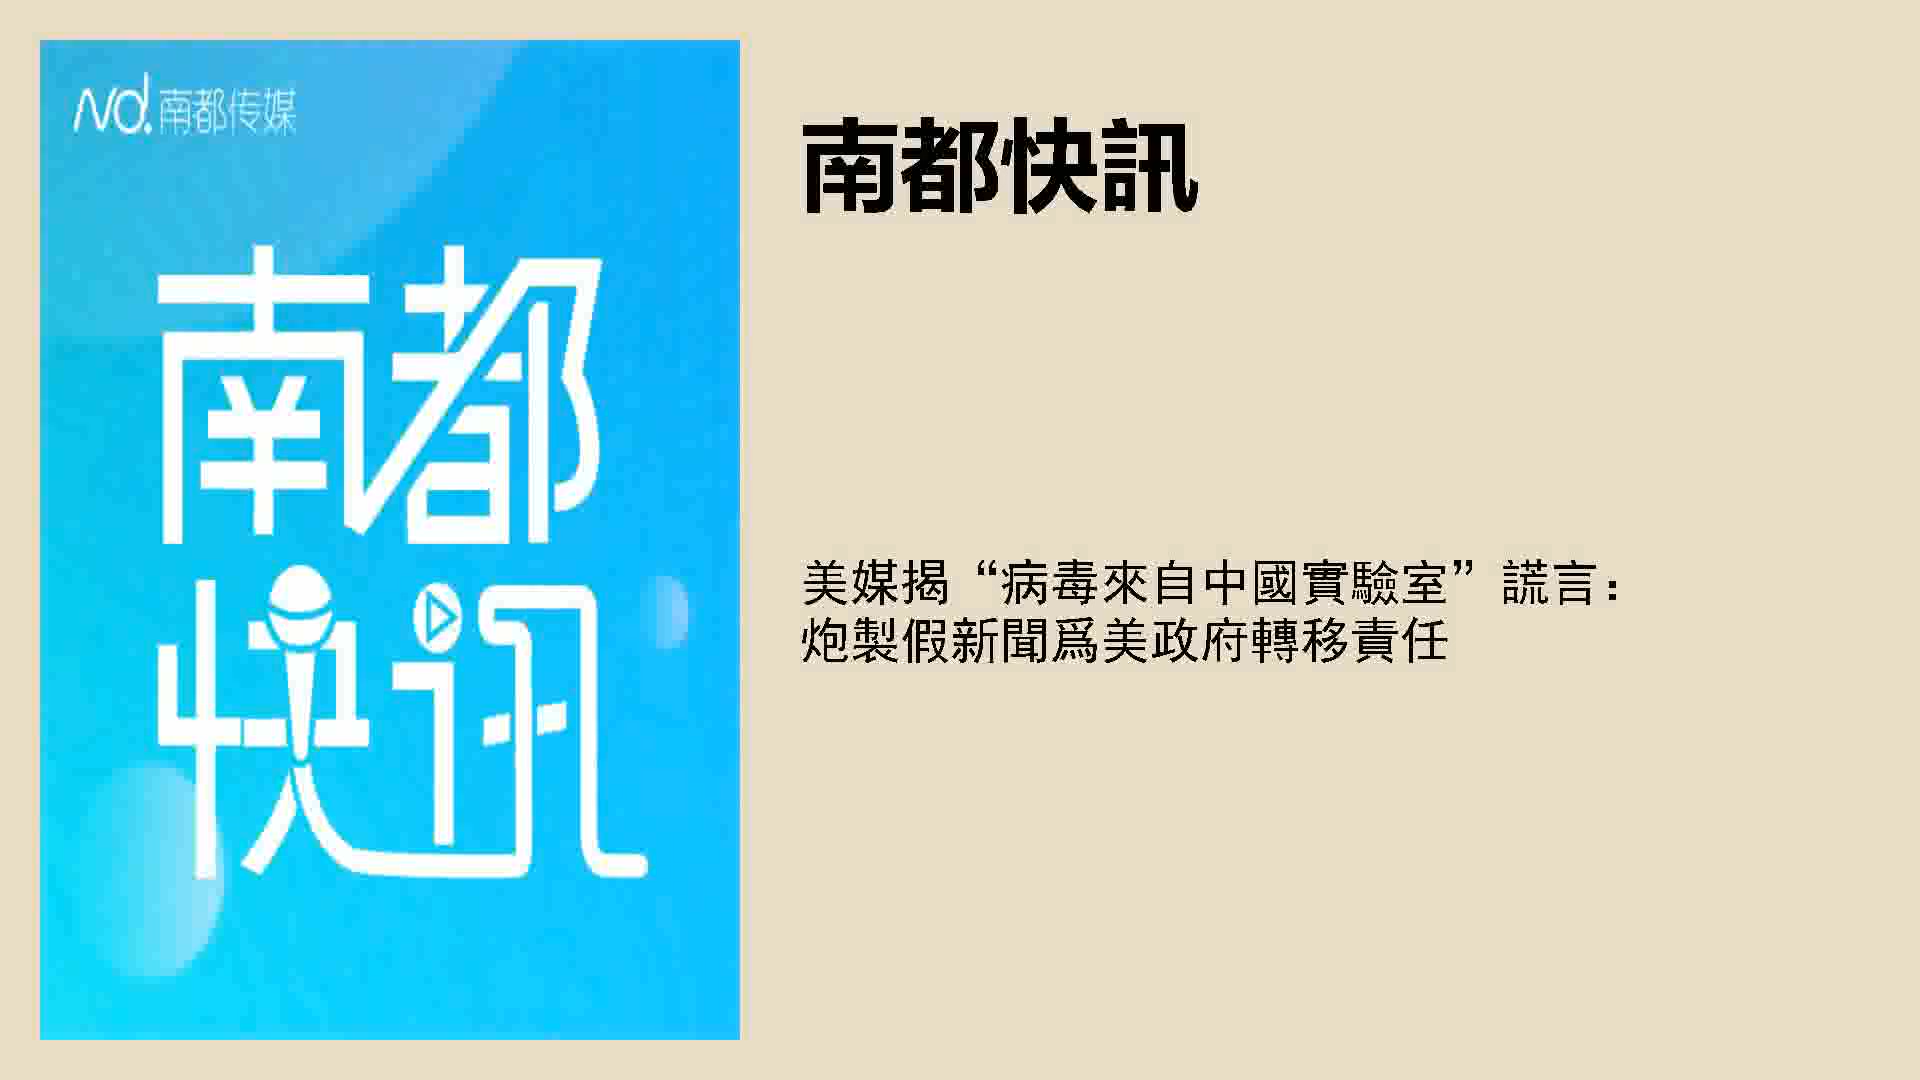 Nd.南都传媒
南都
快讯
南都快訊
美媒揭“病毒來自中國實驗室”謊言：
炮製假新聞爲美政府轉移責任